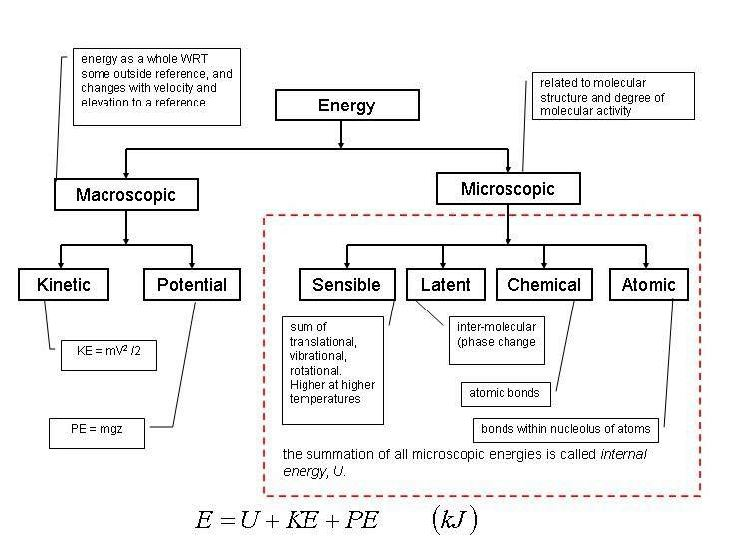 energy as a whole WRT
some outside reference, and
changes with velocity and
elevation to a reference
Energy
related to molecular
structure and degree of
molecular activity
Macroscopic
Microscopic
Kinetic
Potential
Sensible
Latent
Chemical
Atomic
sum of
translational,
vibrational,
rotational.
Higher at higher
temperatures
inter-molecular
(phase change
KE = mV² /2
atomic bonds
PE = mgz
bonds within nucleolus of atoms
the summation of all microscopic energies is called internal
energy, U.
E = U + KE + PE (kJ)